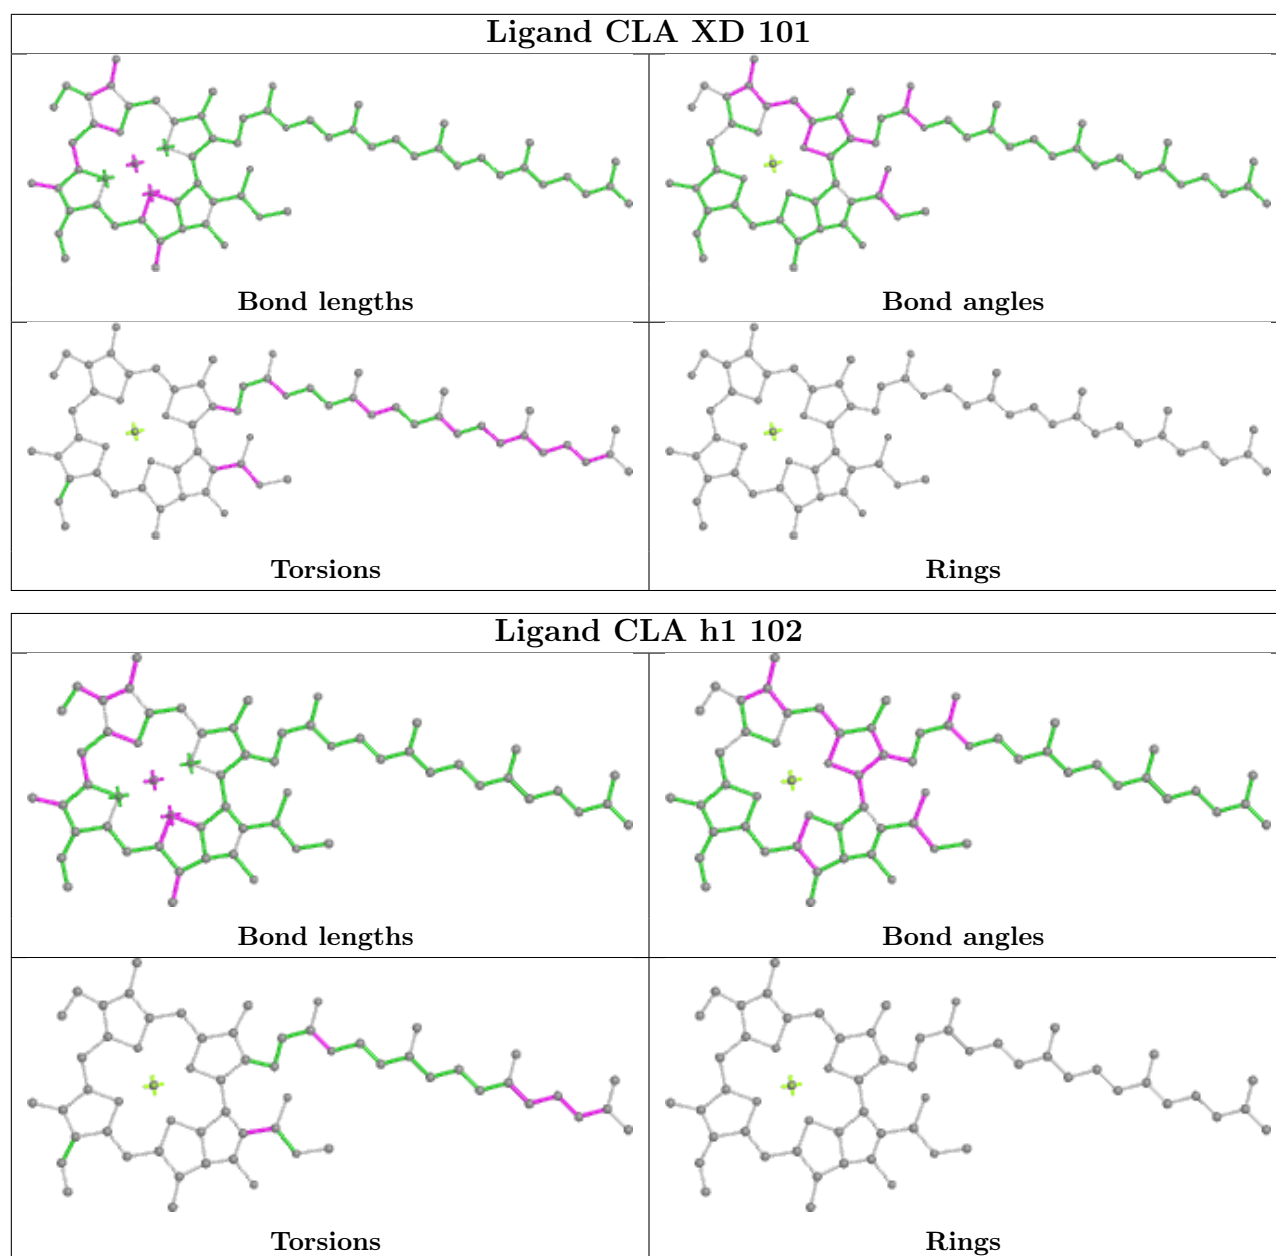 Ligand CLA XD 101
Bond lengths
Bond angles
Torsions
Rings
Ligand CLA h1 102
Bond lengths
Bond angles
Torsions
Rings